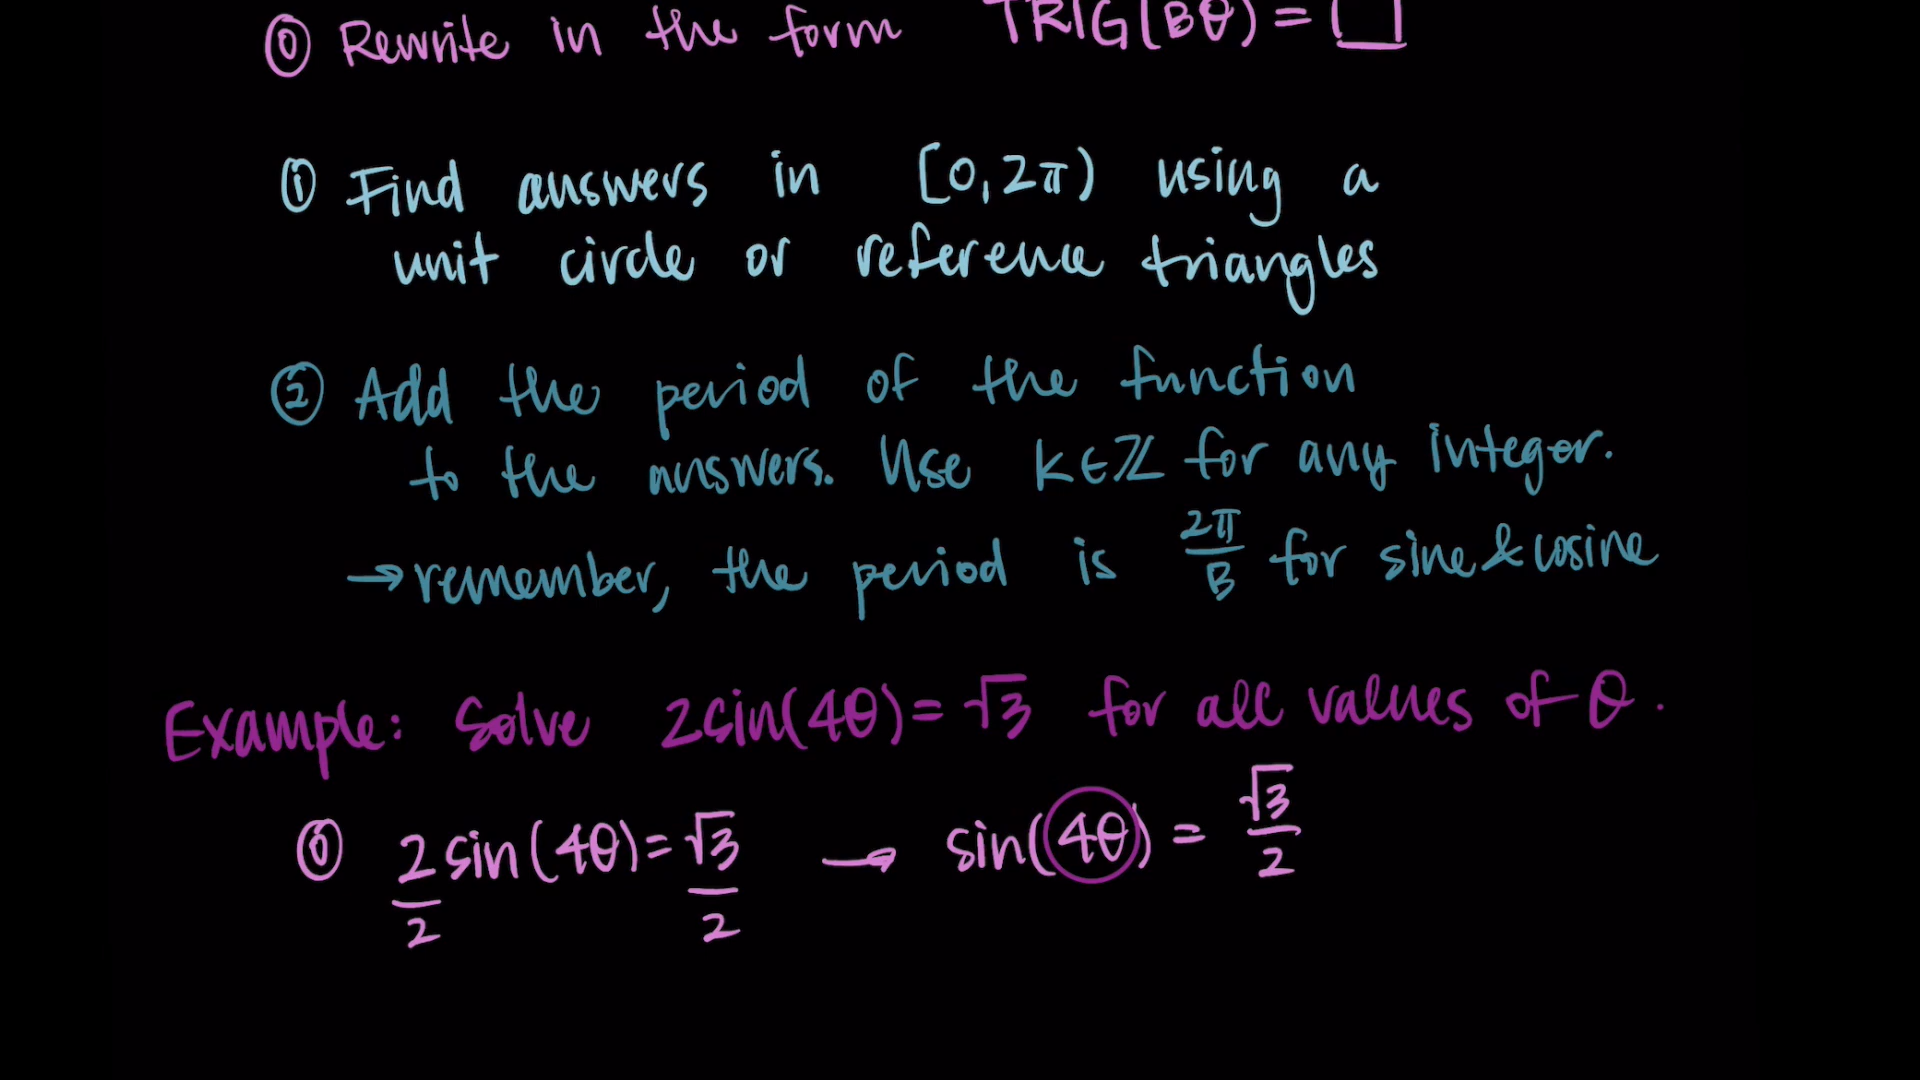 ⓪ Rewrite in the form TRIG(Bθ) = □
① Find answers in [0, 2π) using a
unit circle or reference triangles
② Add the period of the function
to the answers. Use K∈ℤ for any integer.
→ remember, the period is 2π/B for sine & cosine
Example: Solve 2sin(4θ) = √3 for all values of θ.
⓪ 2sin(4θ)/2 = √3/2 → sin(4θ) = √3/2